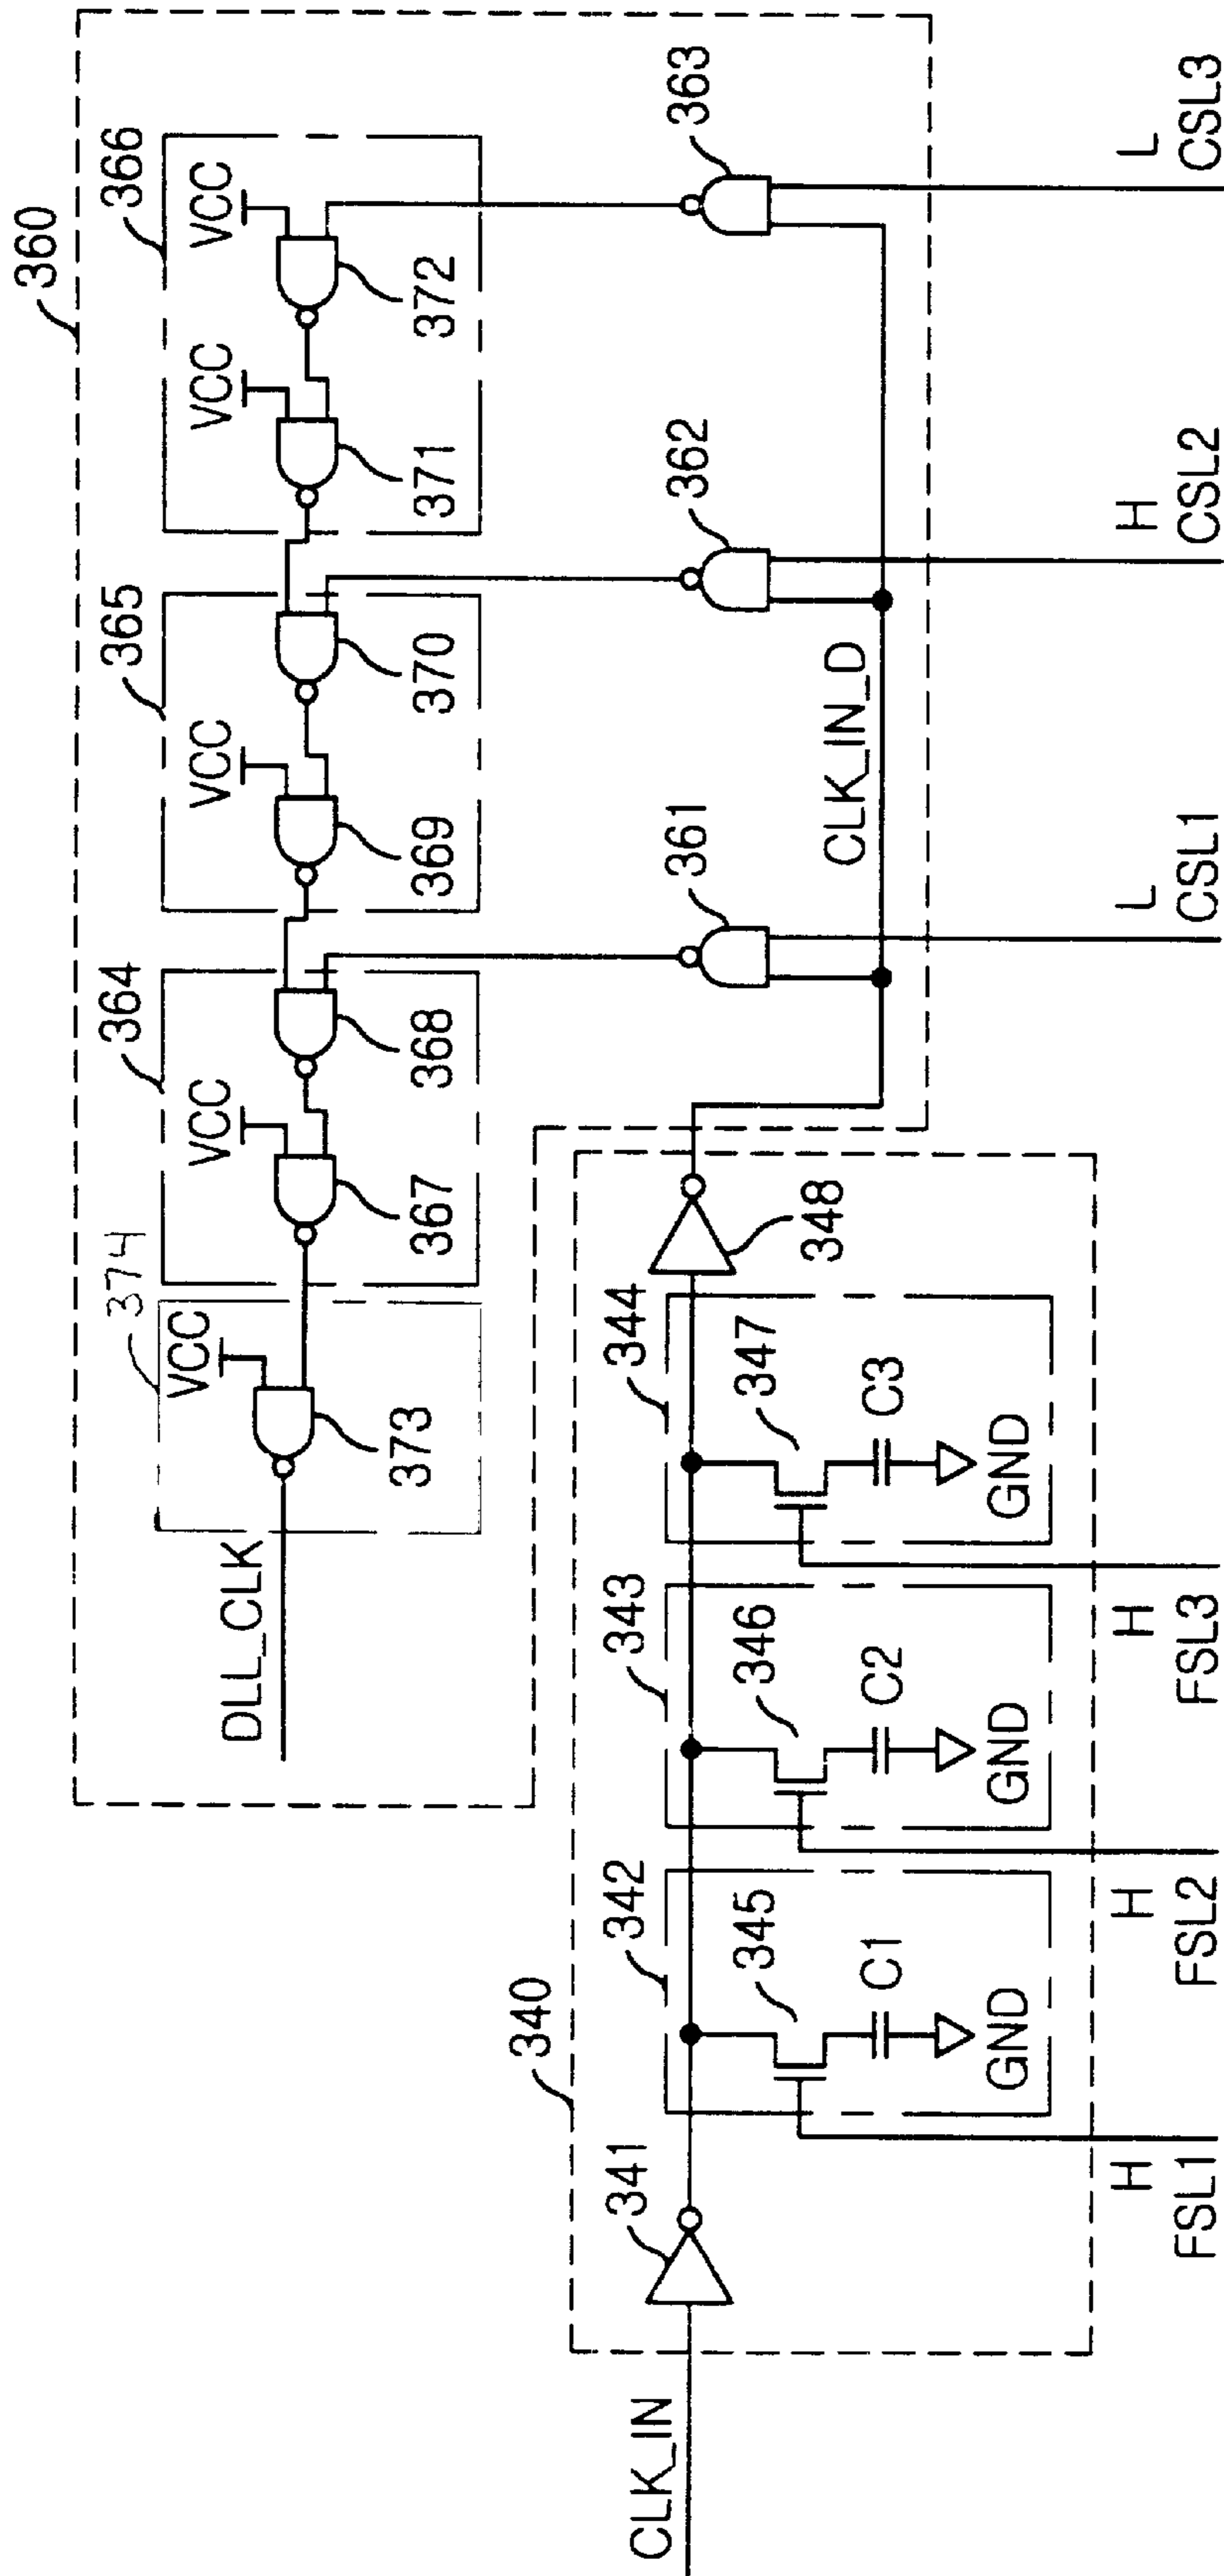 360
374
364
365
366
VCC
VCC
VCC
VCC
VCC
373
367
368
369
370
371
372
DLL_CLK
361
362
363
CLK_IN_D
340
341
342
343
344
345
346
347
348
C1
C2
C3
GND
GND
GND
CLK_IN
H
H
H
L
H
L
FSL1
FSL2
FSL3
CSL1
CSL2
CSL3